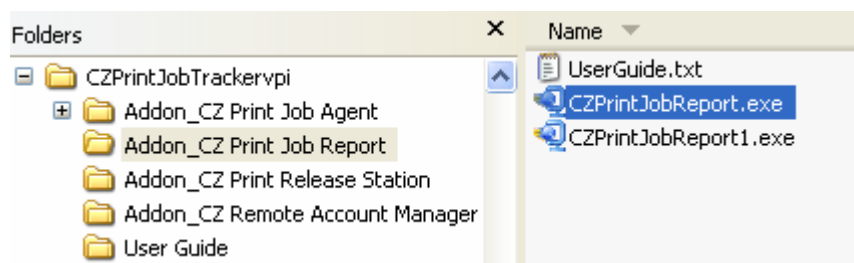 Folders
CZPrintJobTrackervpi
Addon_CZ Print Job Agent
Addon_CZ Print Job Report
Addon_CZ Print Release Station
Addon_CZ Remote Account Manager
User Guide
Name
UserGuide.txt
CZPrintJobReport.exe
CZPrintJobReport1.exe